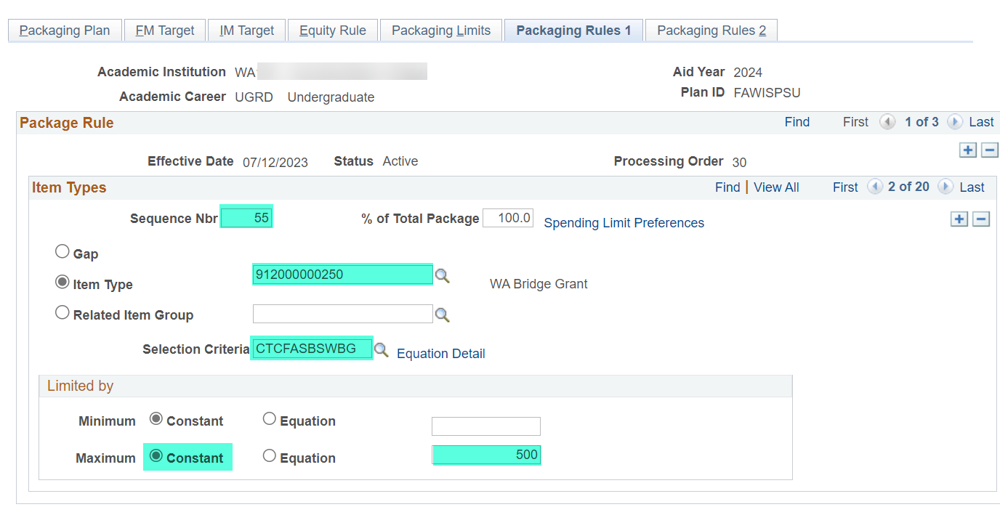 Packaging Plan FM Target IM Target Equity Rule Packaging Limits Packaging Rules 1 Packaging Rules 2
Academic Institution WA Aid Year 2024
Academic Career UGRD Undergraduate Plan ID FAWISPSU
Package Rule Find First 1 of 3 Last
Effective Date 07/12/2023 Status Active Processing Order 30
Item Types Find | View All First 2 of 20 Last
Sequence Nbr 55 % of Total Package 100.0 Spending Limit Preferences
Gap
Item Type 912000000250 WA Bridge Grant
Related Item Group
Selection Criteria CTCFASBSWBG Equation Detail
Limited by
Minimum Constant Equation
Maximum Constant Equation 500